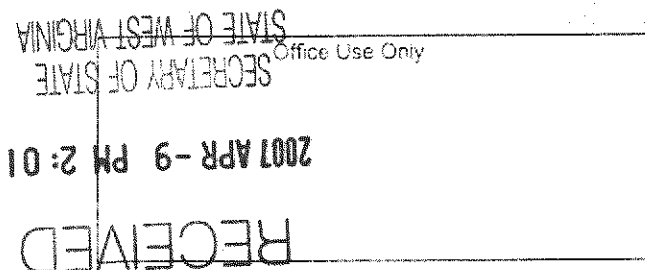 Office Use Only
RECEIVED
2007 APR -9 PM 2:01
SECRETARY OF STATE
STATE OF WEST VIRGINIA